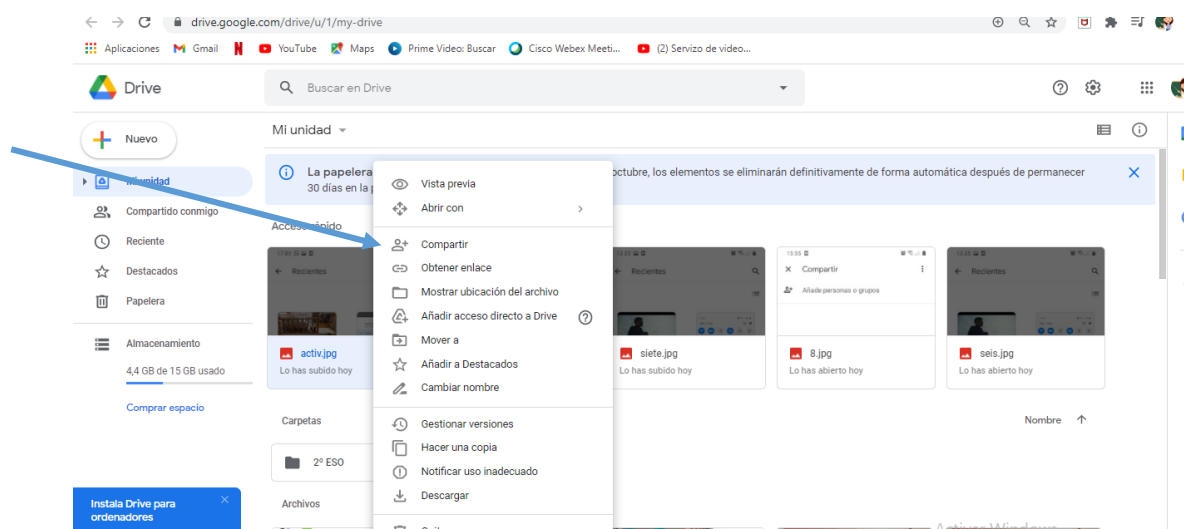 drive.google.com/drive/u/1/my-drive
Aplicaciones Gmail YouTube Maps Prime Video: Buscar Cisco Webex Meeti... (2) Servizo de video...
Drive
Buscar en Drive
Nuevo
Mi unidad
La papelera
octubre, los elementos se eliminarán definitivamente de forma automática después de permanecer
30 días en la
Mi unidad
Compartido conmigo
Reciente
Destacados
Papelera
Almacenamiento
4,4 GB de 15 GB usado
Comprar espacio
Instala Drive para
ordenadores
Acceso rápido
Vista previa
Abrir con
Compartir
Obtener enlace
Mostrar ubicación del archivo
Añadir acceso directo a Drive
Mover a
Añadir a Destacados
Cambiar nombre
Gestionar versiones
Hacer una copia
Notificar uso inadecuado
Descargar
Recientes
activ.jpg
Lo has subido hoy
Recientes
siete.jpg
Lo has subido hoy
13:35
Compartir
Añade personas o grupos
8.jpg
Lo has abierto hoy
Recientes
seis.jpg
Lo has abierto hoy
Carpetas
Nombre
2º ESO
Archivos